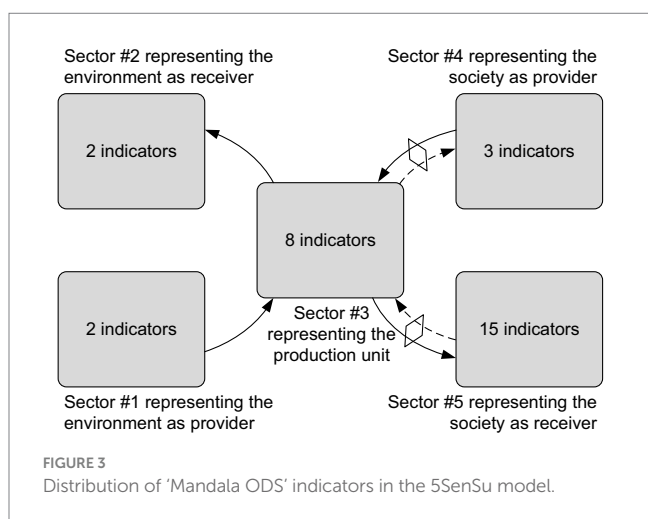 Sector #2 representing the
environment as receiver
Sector #4 representing the
society as provider
2 indicators
3 indicators
8 indicators
2 indicators
Sector #3
representing the
production unit
15 indicators
Sector #1 representing the
environment as provider
Sector #5 representing the
society as receiver
FIGURE 3
Distribution of 'Mandala ODS' indicators in the 5SenSu model.